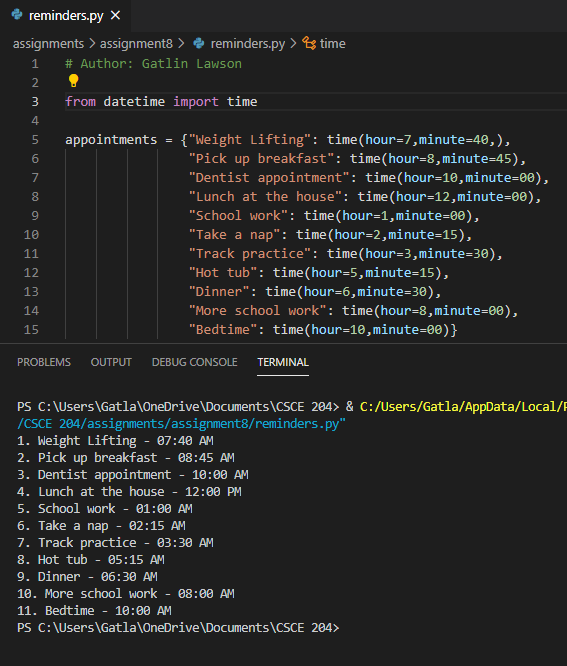 reminders.py ×
assignments > assignment8 > reminders.py > time
1 # Author: Gatlin Lawson
2
3 from datetime import time
4
5 appointments = {"Weight Lifting": time(hour=7,minute=40,),
6 "Pick up breakfast": time(hour=8,minute=45),
7 "Dentist appointment": time(hour=10,minute=00),
8 "Lunch at the house": time(hour=12,minute=00),
9 "School work": time(hour=1,minute=00),
10 "Take a nap": time(hour=2,minute=15),
11 "Track practice": time(hour=3,minute=30),
12 "Hot tub": time(hour=5,minute=15),
13 "Dinner": time(hour=6,minute=30),
14 "More school work": time(hour=8,minute=00),
15 "Bedtime": time(hour=10,minute=00)}
PROBLEMS OUTPUT DEBUG CONSOLE TERMINAL
PS C:\Users\Gatla\OneDrive\Documents\CSCE 204> & C:/Users/Gatla/AppData/Local/P
/CSCE 204/assignments/assignment8/reminders.py"
1. Weight Lifting - 07:40 AM
2. Pick up breakfast - 08:45 AM
3. Dentist appointment - 10:00 AM
4. Lunch at the house - 12:00 PM
5. School work - 01:00 AM
6. Take a nap - 02:15 AM
7. Track practice - 03:30 AM
8. Hot tub - 05:15 AM
9. Dinner - 06:30 AM
10. More school work - 08:00 AM
11. Bedtime - 10:00 AM
PS C:\Users\Gatla\OneDrive\Documents\CSCE 204>